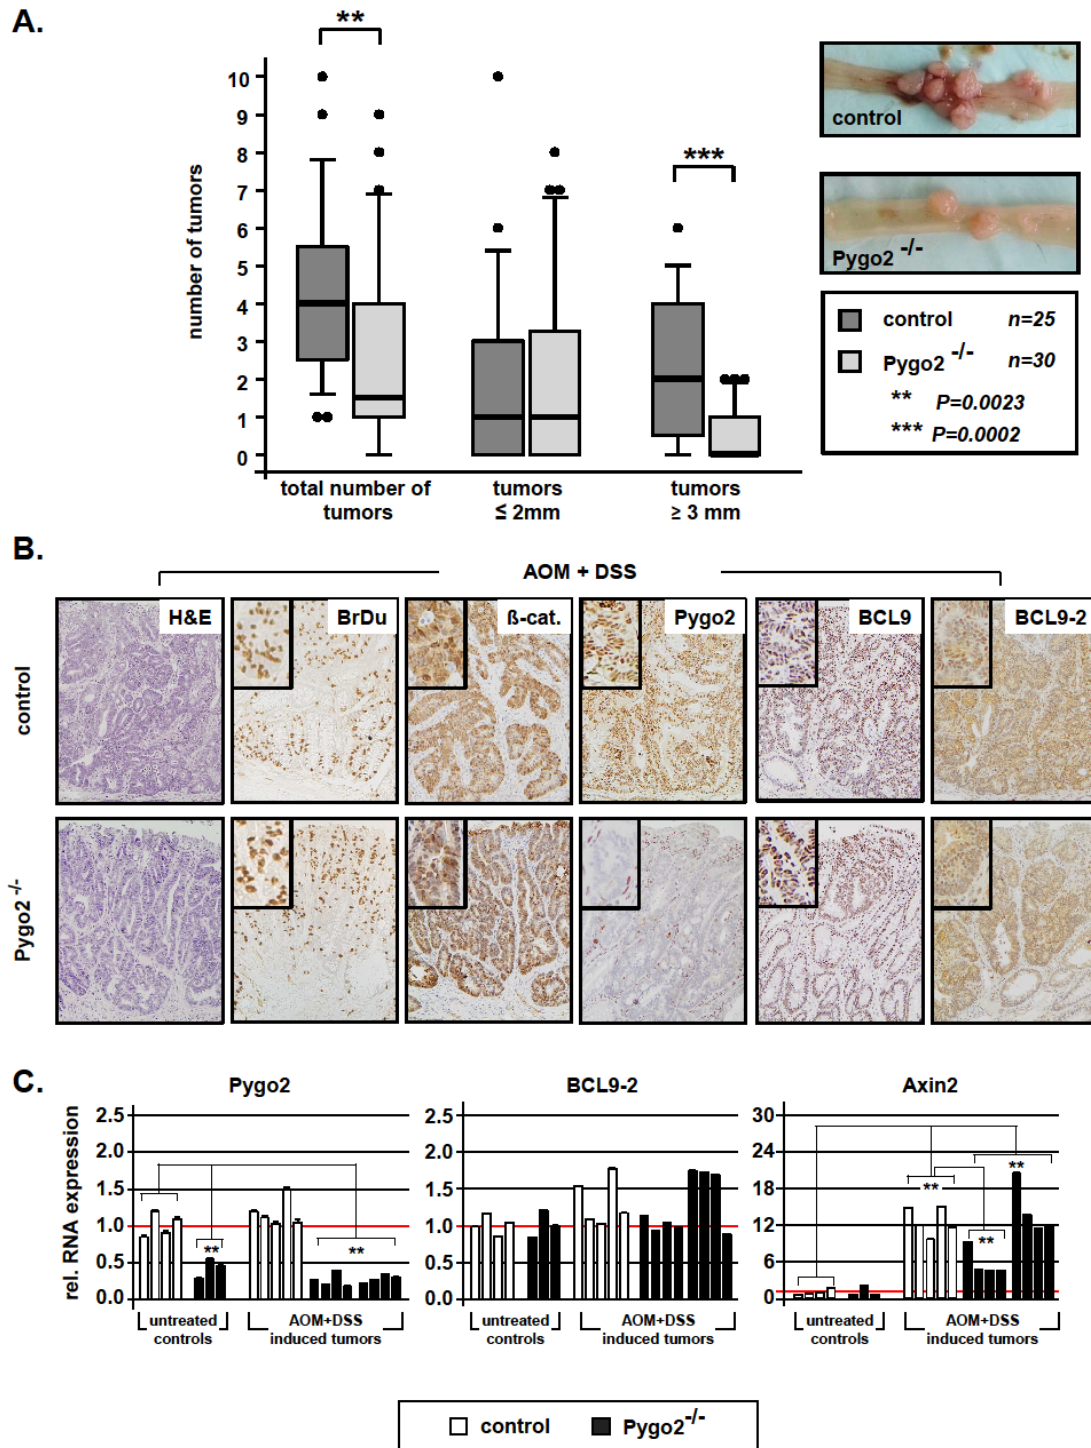 A.
**
***
number of tumors
10
9
8
7
6
5
4
3
2
1
0
total number of
tumors
tumors
≤ 2mm
tumors
≥ 3 mm
control
Pygo2 -/-
control n=25
Pygo2 -/- n=30
** P=0.0023
*** P=0.0002
B.
AOM + DSS
H&E
BrDu
ß-cat.
Pygo2
BCL9
BCL9-2
control
Pygo2 -/-
C.
rel. RNA expression
Pygo2
2.5
2.0
1.5
1.0
0.5
0.0
**
**
untreated
controls
AOM+DSS
induced tumors
BCL9-2
2.5
2.0
1.5
1.0
0.5
0.0
untreated
controls
AOM+DSS
induced tumors
Axin2
30
24
18
12
6
0
**
**
**
untreated
controls
AOM+DSS
induced tumors
control Pygo2-/-